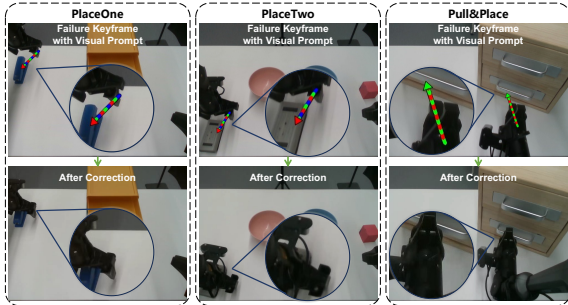 PlaceOne
Failure Keyframe
with Visual Prompt
After Correction
PlaceTwo
Failure Keyframe
with Visual Prompt
After Correction
Pull&Place
Failure Keyframe
with Visual Prompt
After Correction